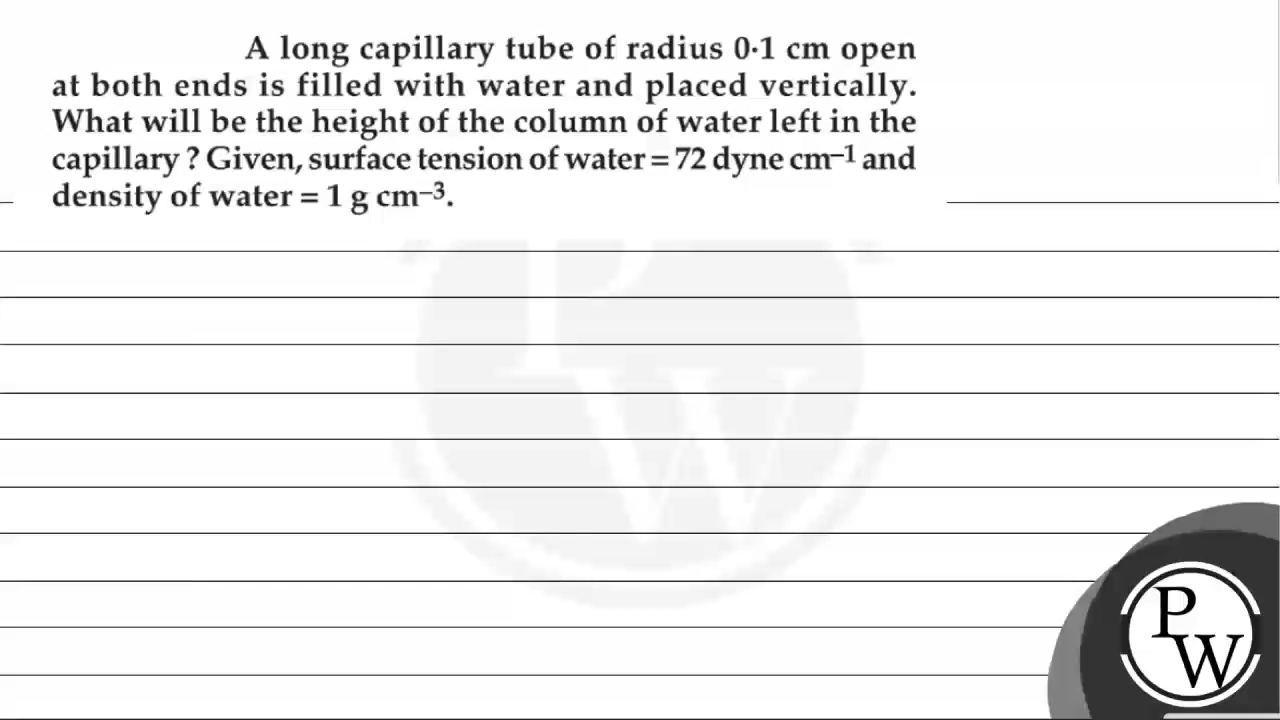 A long capillary tube of radius 0·1 cm open
at both ends is filled with water and placed vertically.
What will be the height of the column of water left in the
capillary ? Given, surface tension of water = 72 dyne cm⁻¹ and
density of water = 1 g cm⁻³.
PW
PW